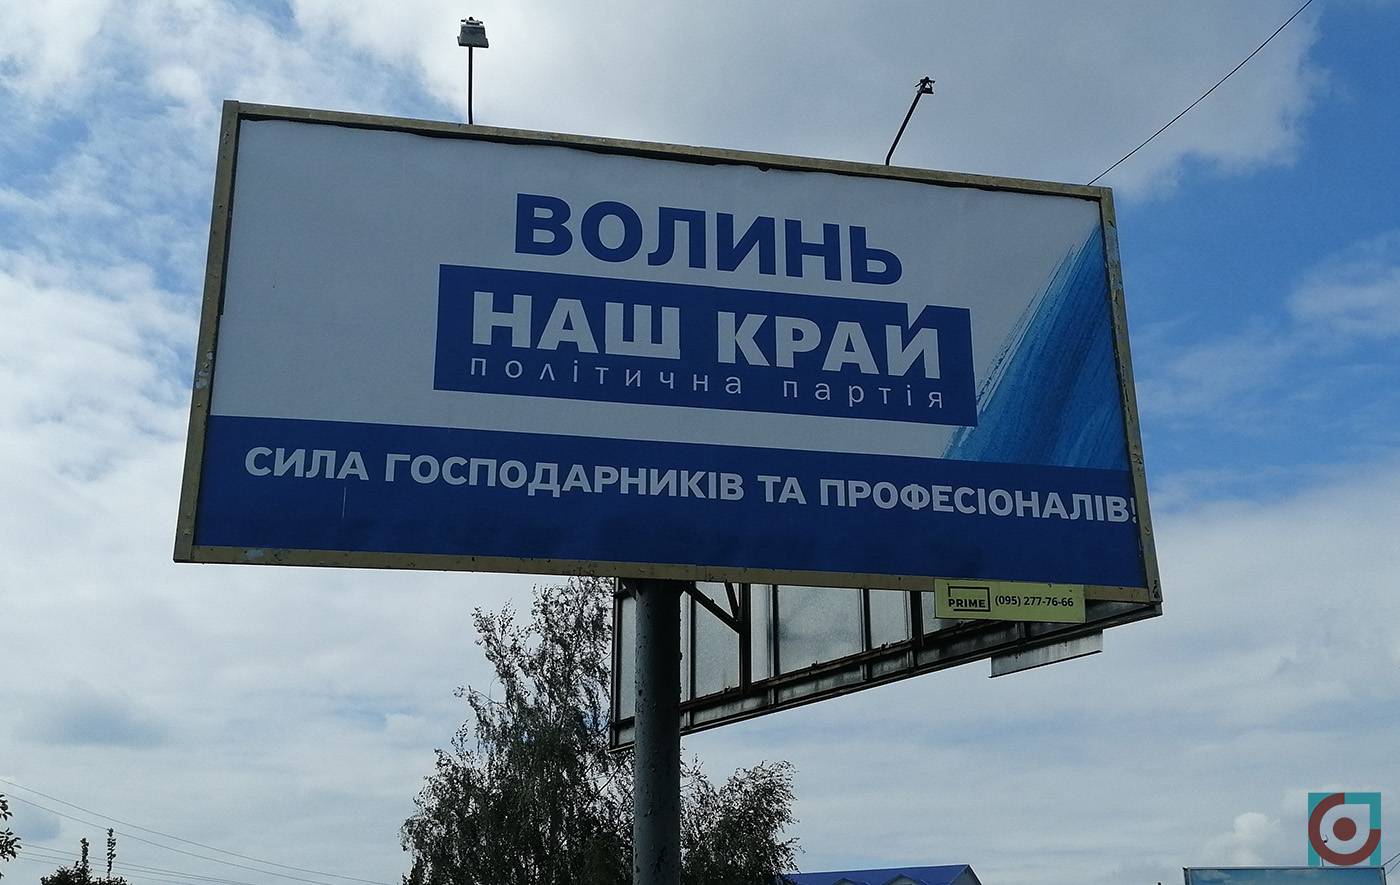 ВОЛИНЬ
НАШ КРАЙ
політична партія
СИЛА ГОСПОДАРНИКІВ ТА ПРОФЕСІОНАЛІВ!
PRIME (095) 277-76-66